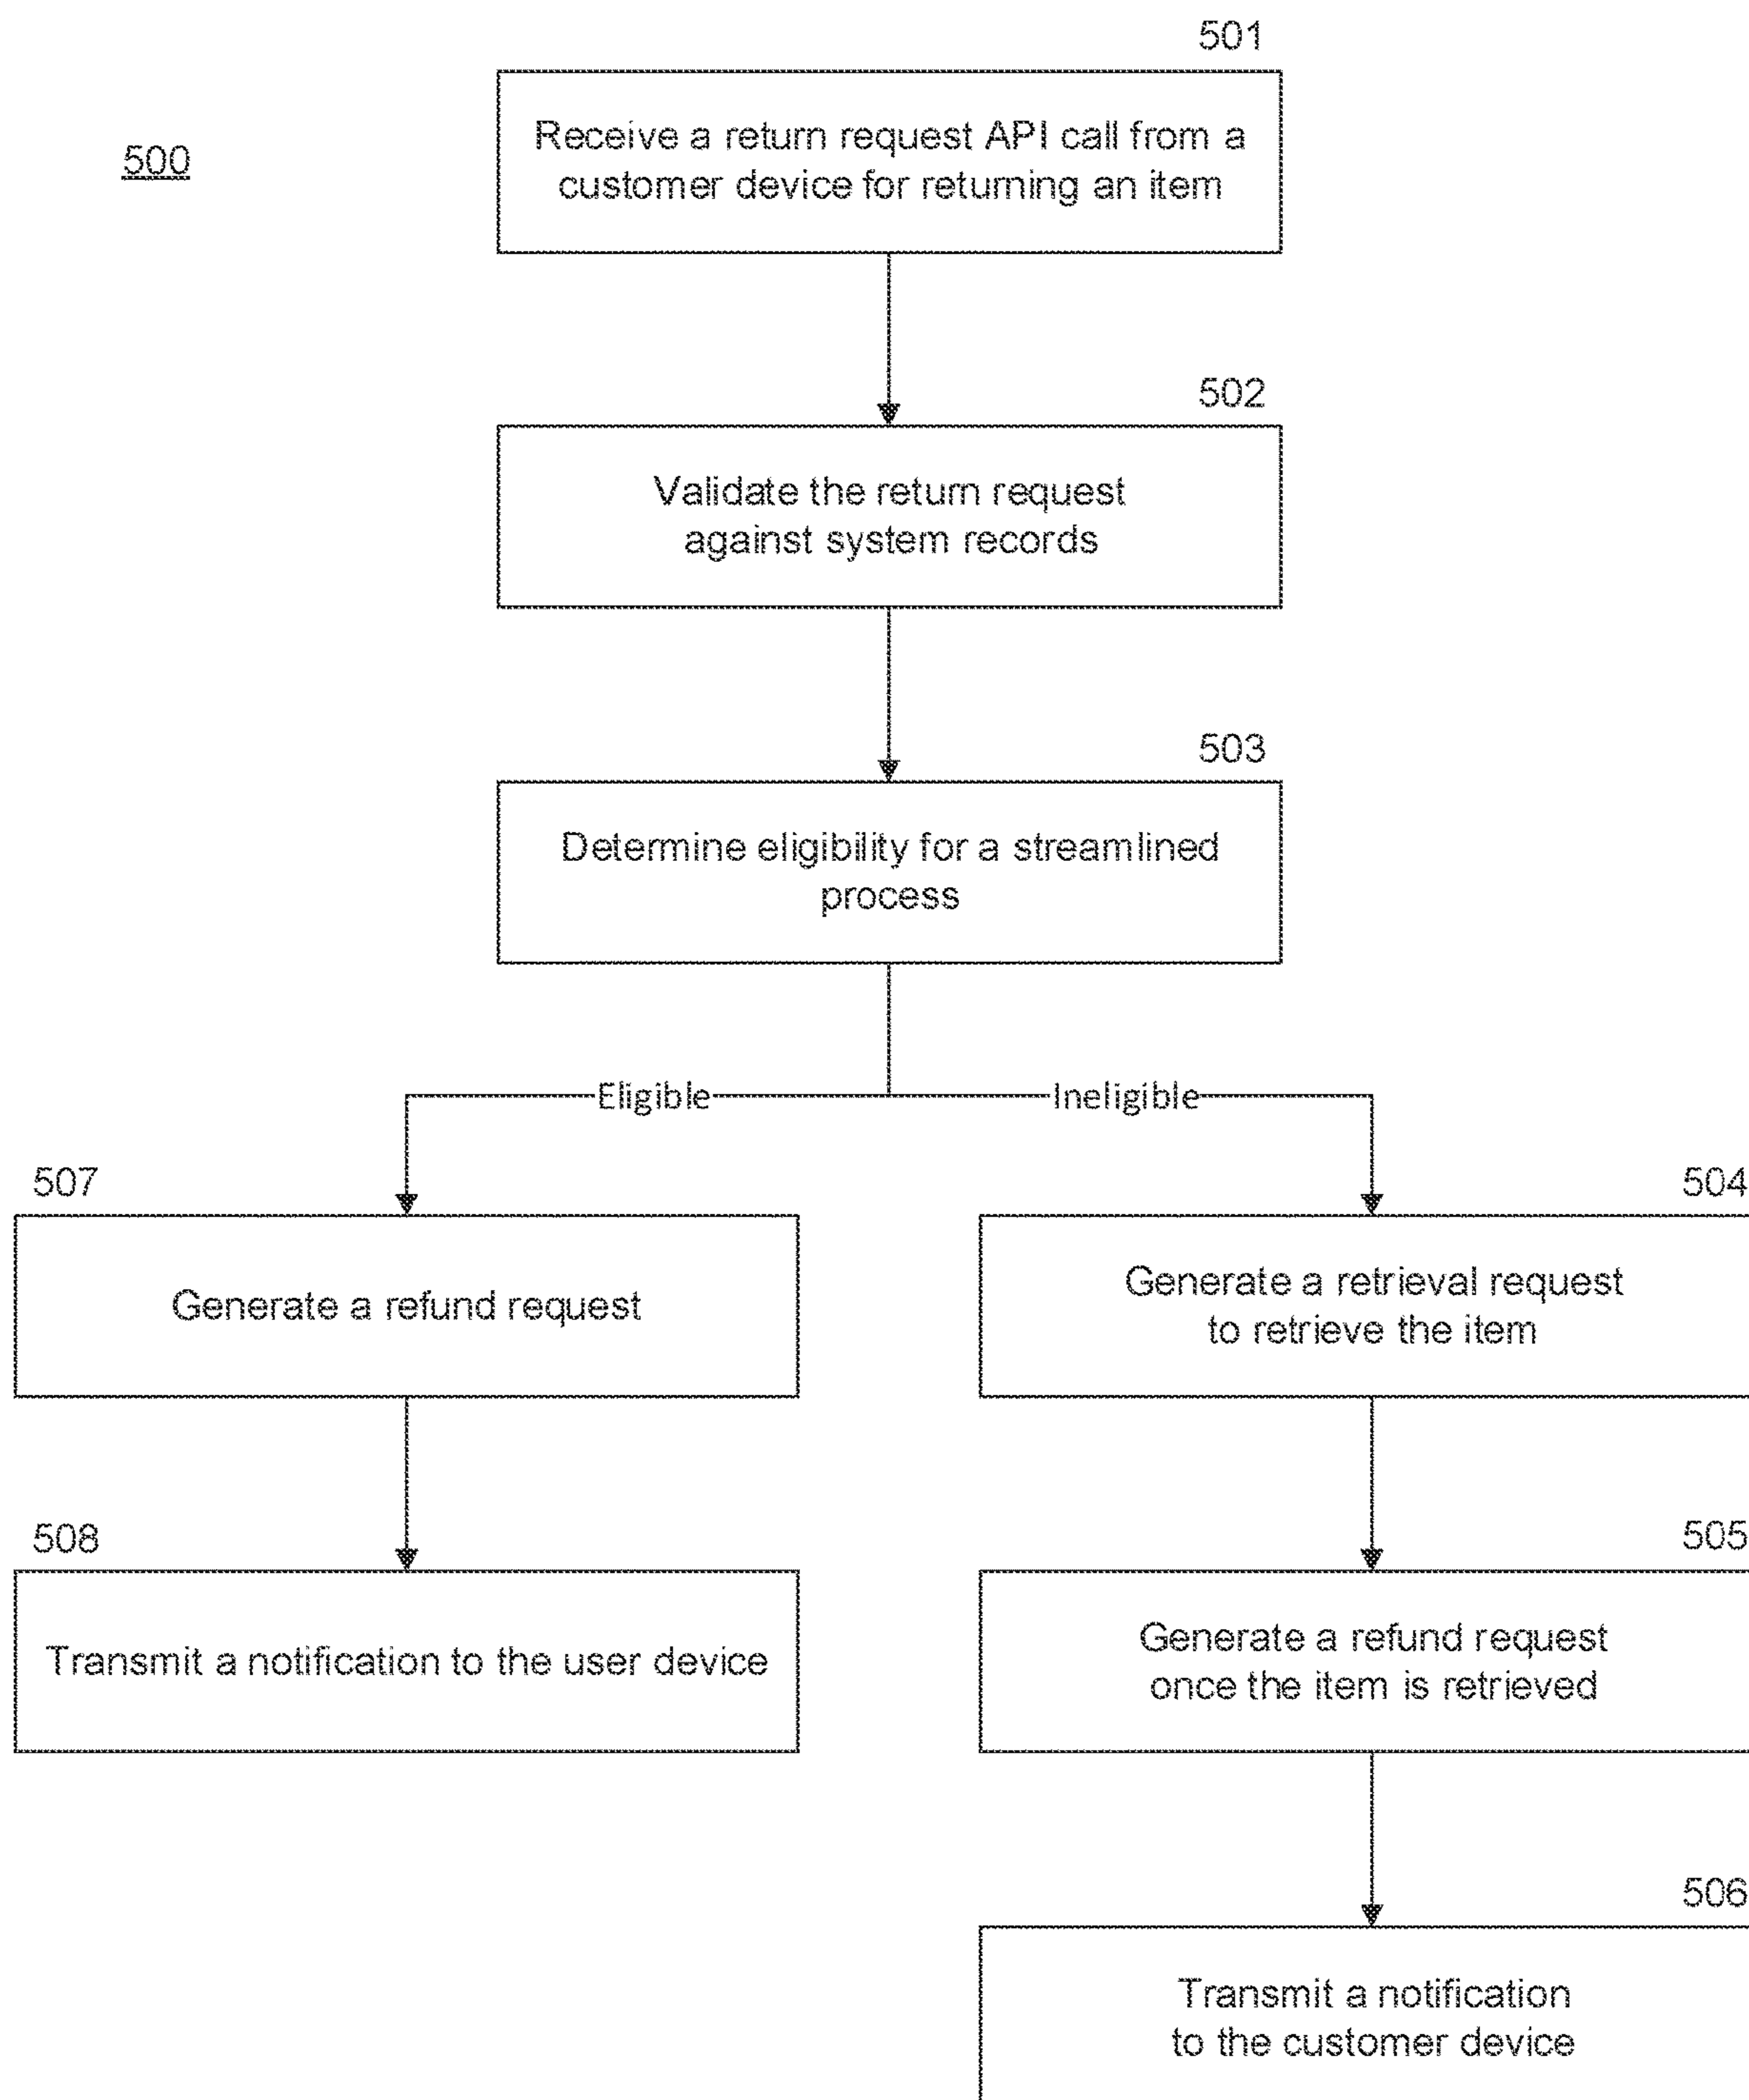 501
500
Receive a return request API call from a
customer device for returning an item
502
Validate the return request
against system records
503
Determine eligibility for a streamlined
process
Eligible
Ineligible
507
504
Generate a refund request
Generate a retrieval request
to retrieve the item
508
505
Transmit a notification to the user device
Generate a refund request
once the item is retrieved
506
Transmit a notification
to the customer device